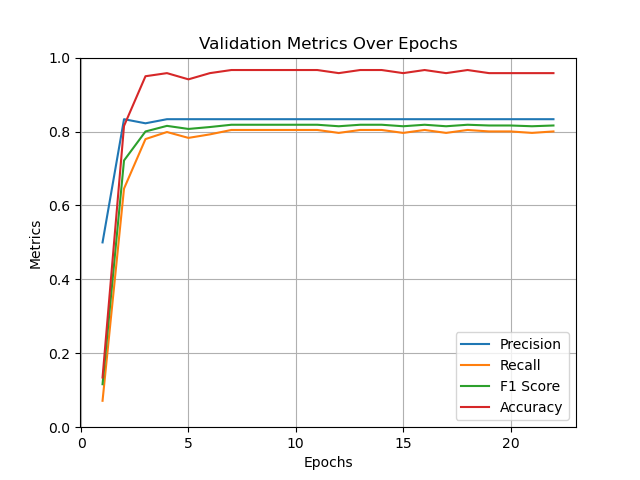 Validation Metrics Over Epochs
Metrics
1.0
0.8
0.6
0.4
0.2
0.0
0 5 10 15 20
Epochs
Precision
Recall
F1 Score
Accuracy